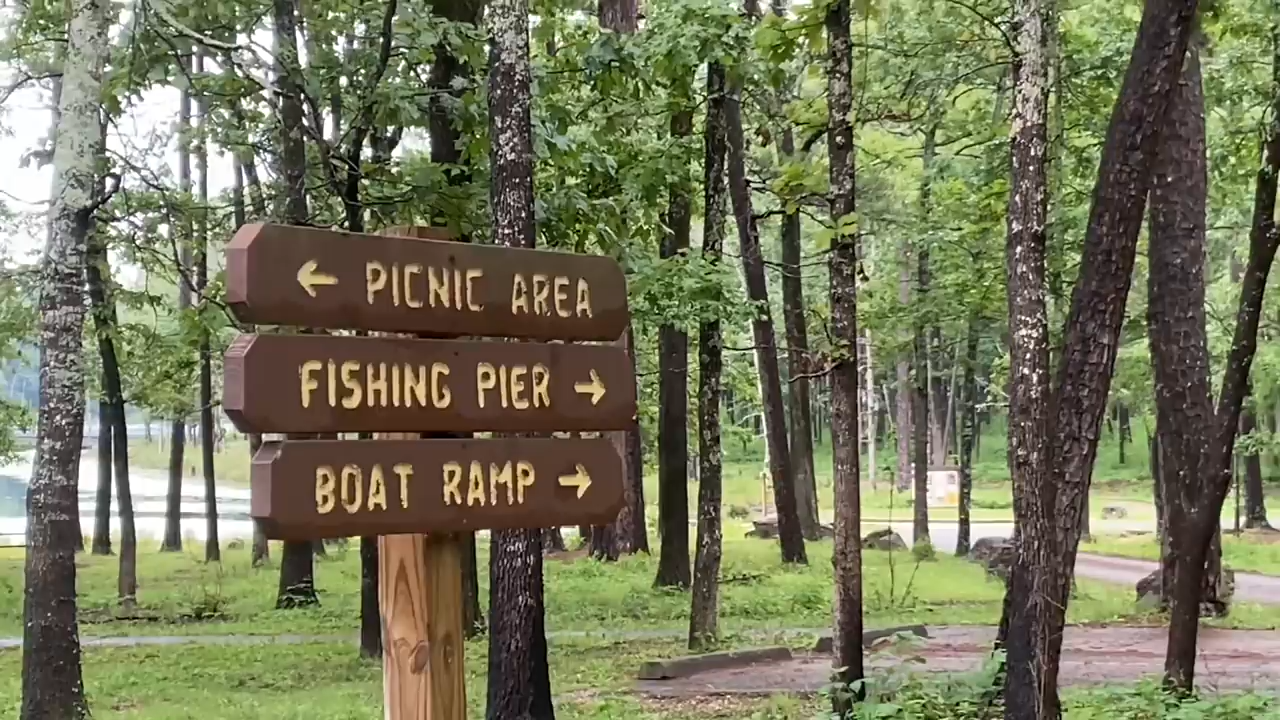 ← PICNIC AREA
FISHING PIER →
BOAT RAMP →